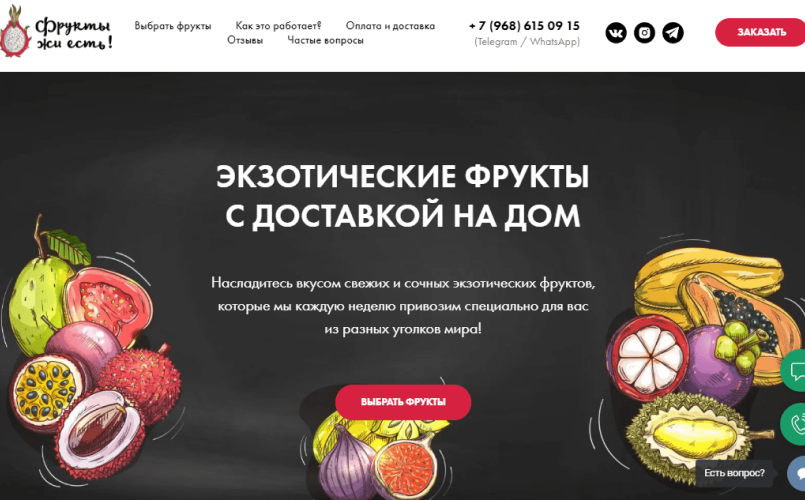 Фрукты
жи есть!
Выбрать фрукты
Как это работает?
Оплата и доставка
Отзывы
Частые вопросы
+ 7 (968) 615 09 15
(Telegram / WhatsApp)
ЗАКАЗАТЬ
ЭКЗОТИЧЕСКИЕ ФРУКТЫ
С ДОСТАВКОЙ НА ДОМ
Насладитесь вкусом свежих и сочных экзотических фруктов,
которые мы каждую неделю привозим специально для вас
из разных уголков мира!
ВЫБРАТЬ ФРУКТЫ
Есть вопрос?